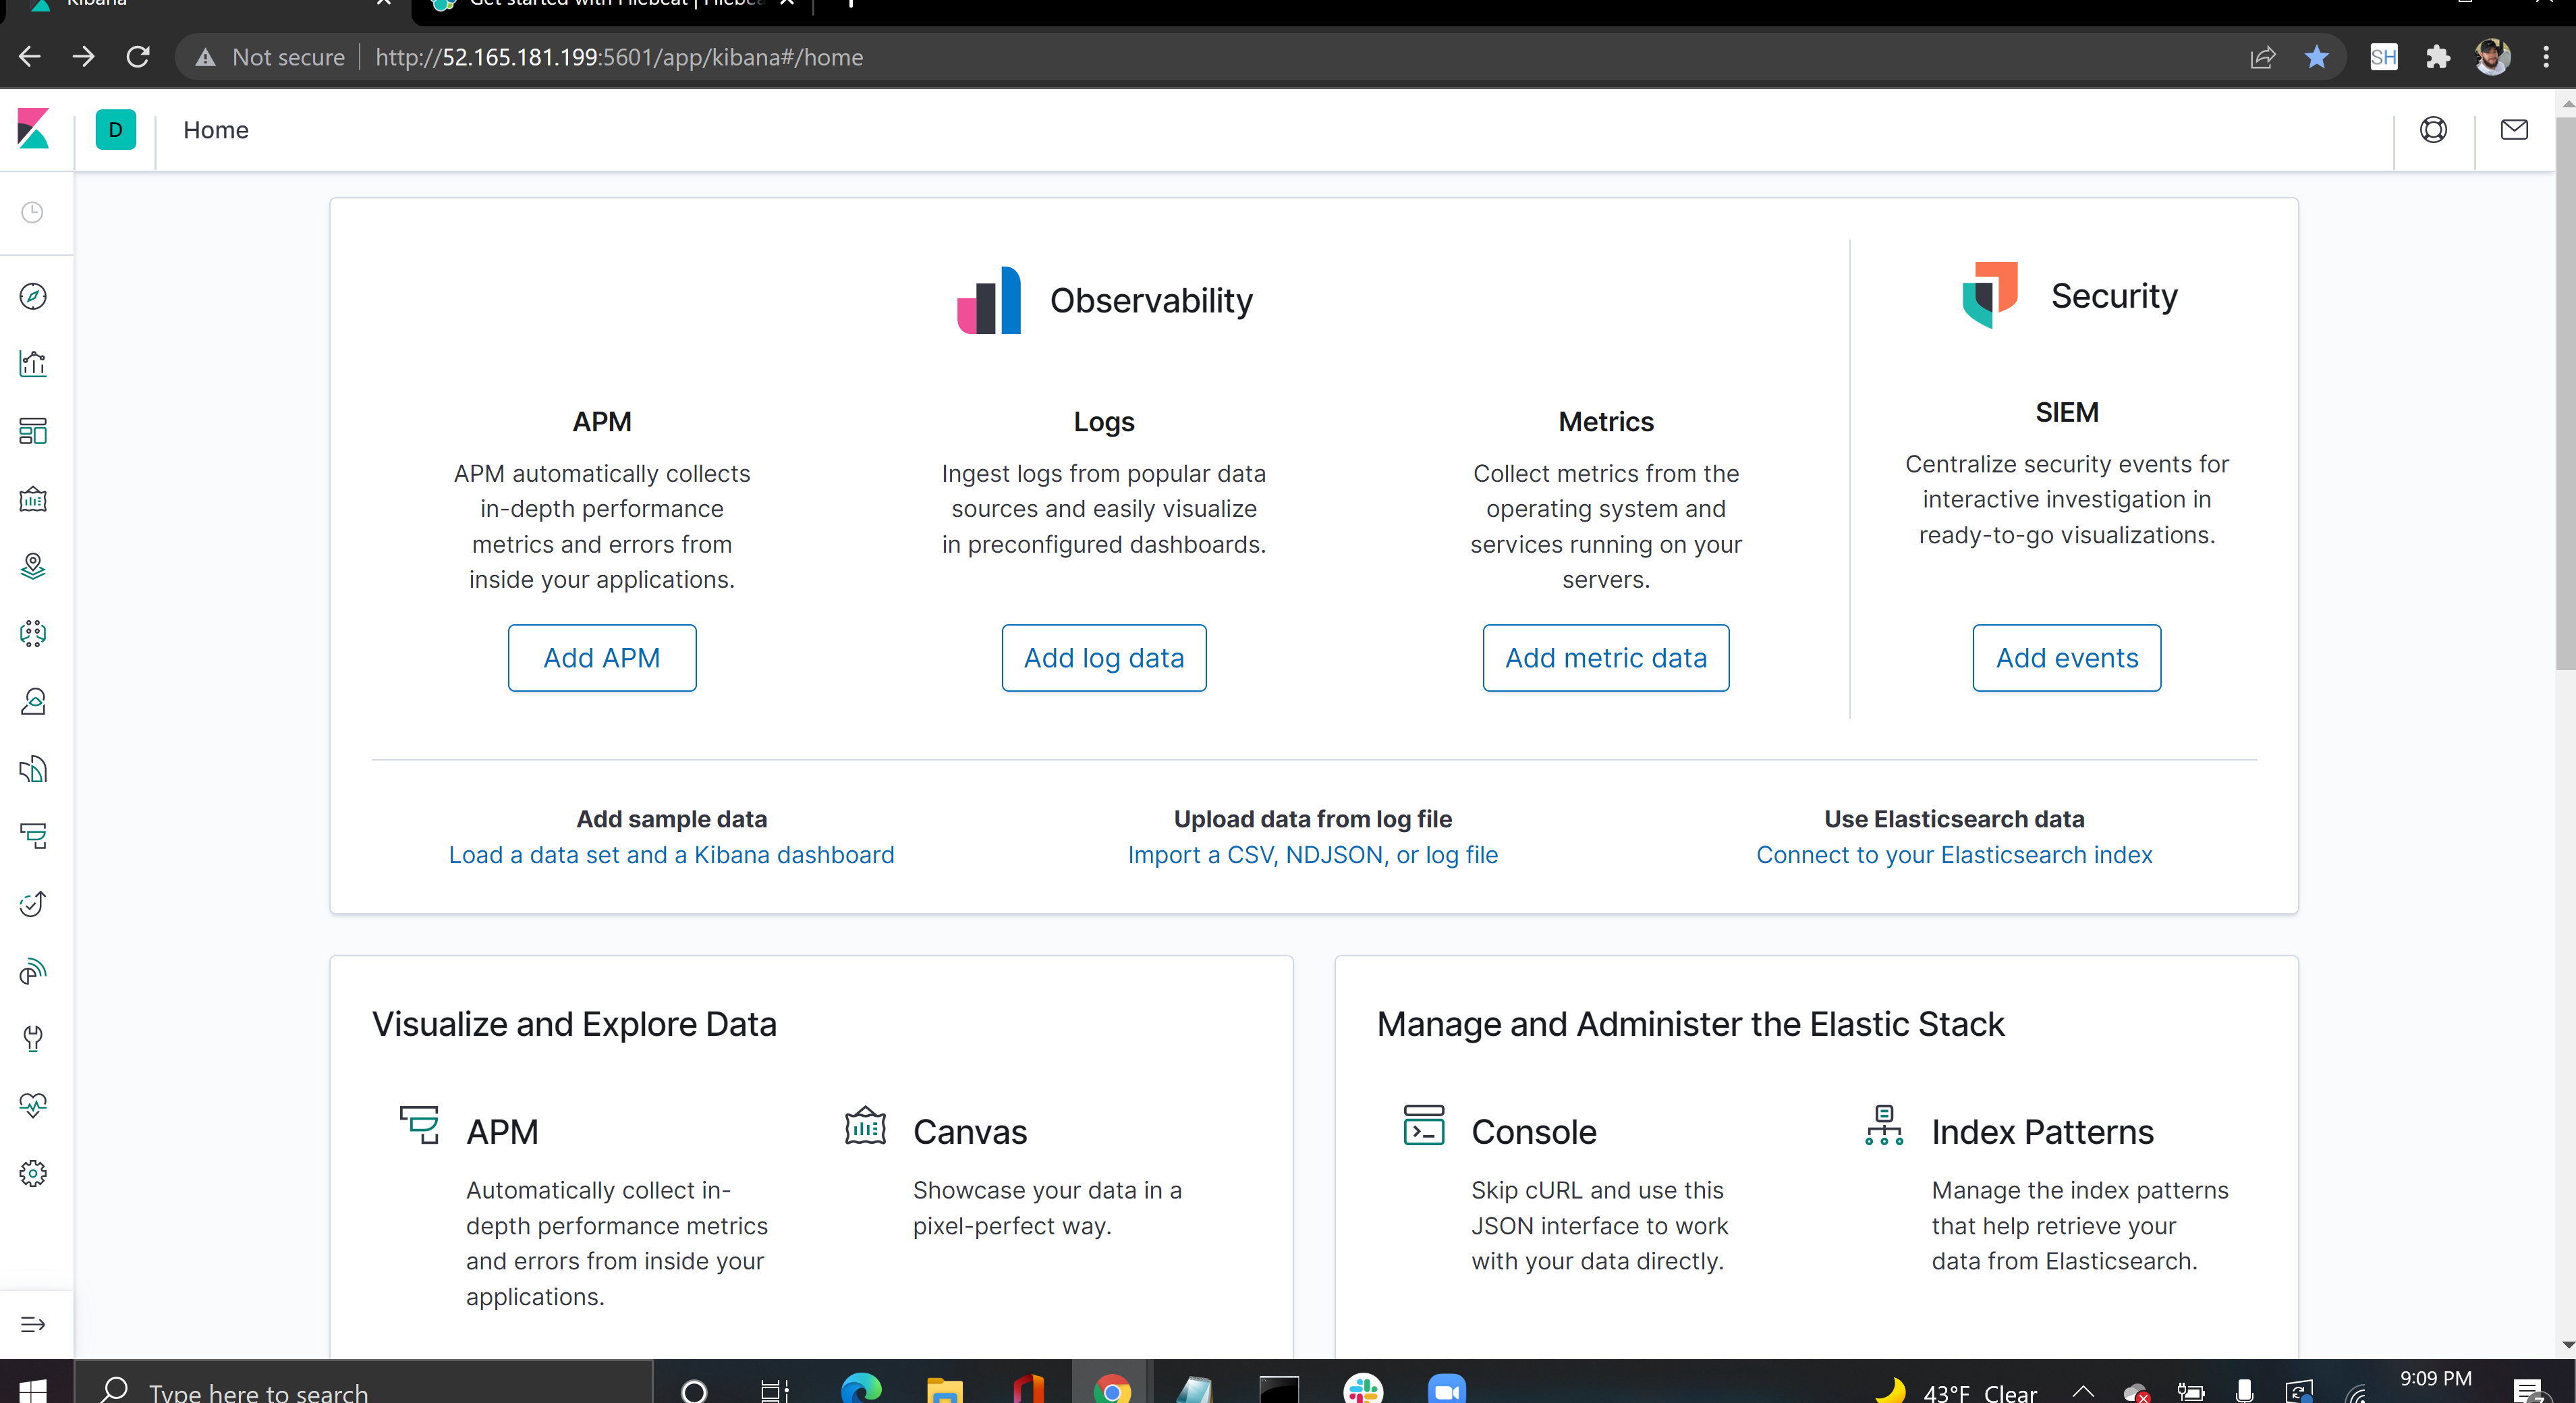 Kibana
Get started with Filebeat | Filebea
Not secure
http://52.165.181.199:5601/app/kibana#/home
SH
D
Home
Observability
Security
APM
APM automatically collects
in-depth performance
metrics and errors from
inside your applications.
Add APM
Logs
Ingest logs from popular data
sources and easily visualize
in preconfigured dashboards.
Add log data
Metrics
Collect metrics from the
operating system and
services running on your
servers.
Add metric data
SIEM
Centralize security events for
interactive investigation in
ready-to-go visualizations.
Add events
Add sample data
Load a data set and a Kibana dashboard
Upload data from log file
Import a CSV, NDJSON, or log file
Use Elasticsearch data
Connect to your Elasticsearch index
Visualize and Explore Data
APM
Automatically collect in-
depth performance metrics
and errors from inside your
applications.
Canvas
Showcase your data in a
pixel-perfect way.
Manage and Administer the Elastic Stack
Console
Skip cURL and use this
JSON interface to work
with your data directly.
Index Patterns
Manage the index patterns
that help retrieve your
data from Elasticsearch.
Type here to search
43°F Clear
9:09 PM